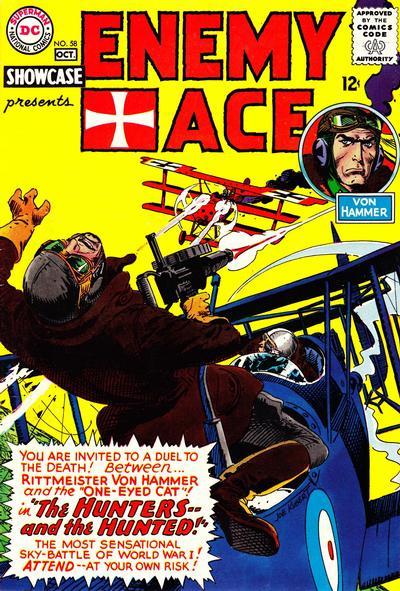 SUPERMAN
DC
NATIONAL COMICS
NO. 58
OCT.
SHOWCASE
presents
ENEMY
ACE
APPROVED
BY THE
COMICS
CODE
CA
AUTHORITY
12¢
VON
HAMMER
YOU ARE INVITED TO A DUEL TO
THE DEATH! Between...
RITTMEISTER VON HAMMER
and the "ONE-EYED CAT"!
in "The HUNTERS--
and the HUNTED!"
THE MOST SENSATIONAL
SKY-BATTLE OF WORLD WAR I!
ATTEND--AT YOUR OWN RISK!
JOE KUBERT